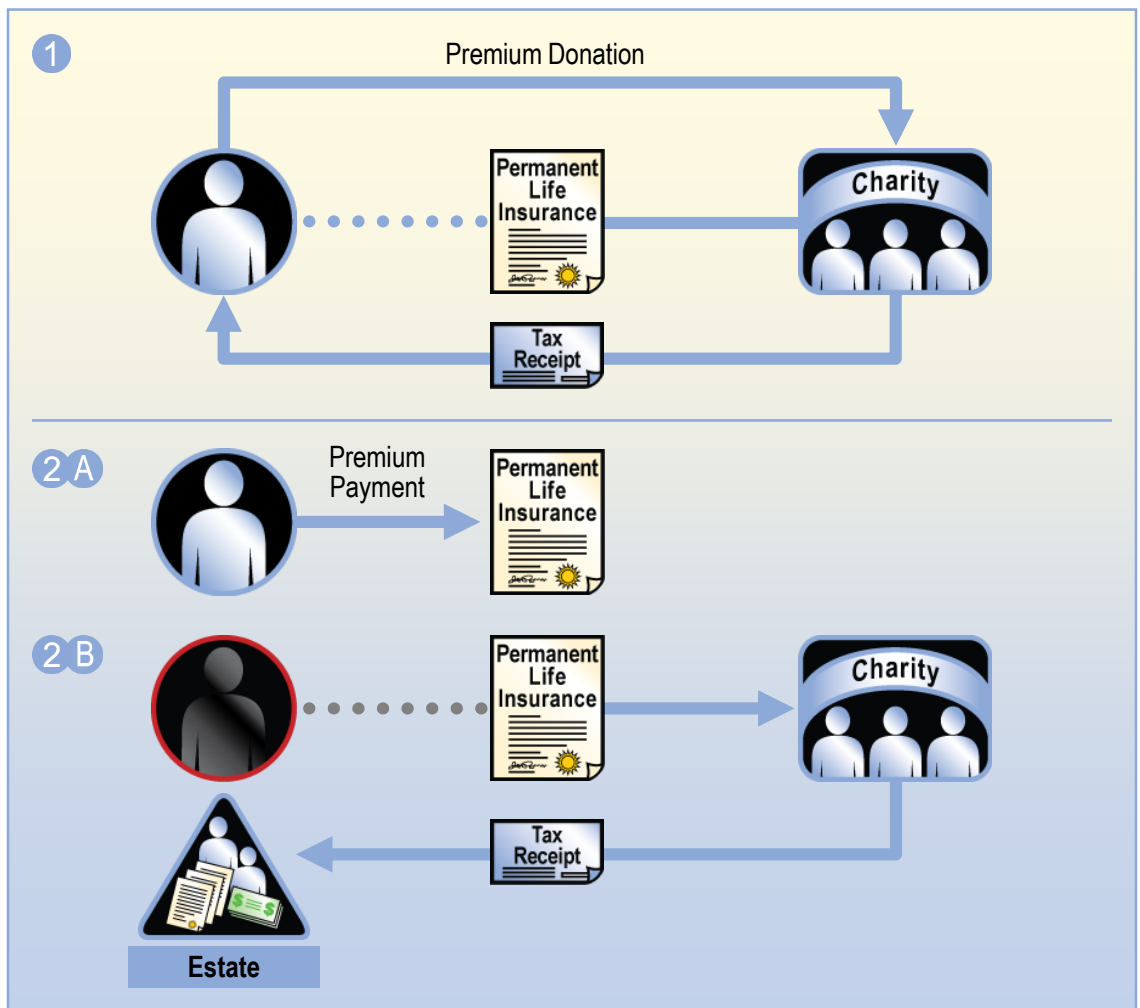 1
Premium Donation
Permanent
Life
Insurance
Charity
Tax
Receipt
2 A
Premium
Payment
Permanent
Life
Insurance
2 B
Permanent
Life
Insurance
Charity
Tax
Receipt
$ = = $
Estate